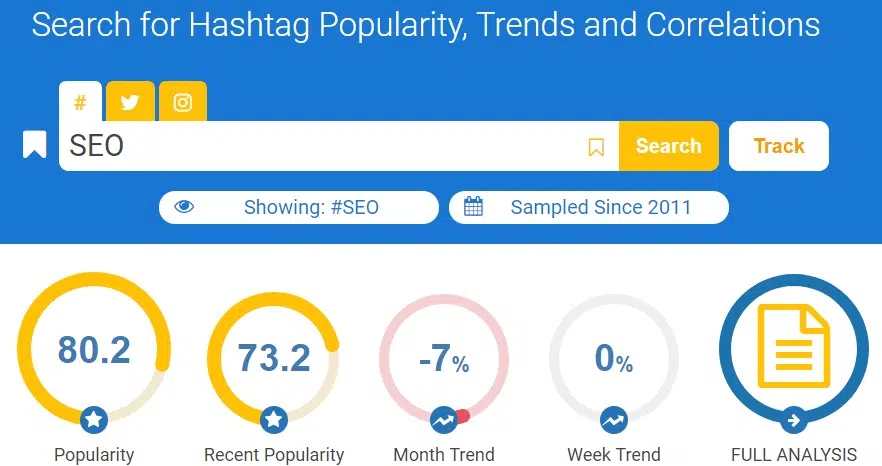 Search for Hashtag Popularity, Trends and Correlations
#
SEO
Search
Track
Showing: #SEO
Sampled Since 2011
80.2
73.2
-7%
0%
Popularity
Recent Popularity
Month Trend
Week Trend
FULL ANALYSIS